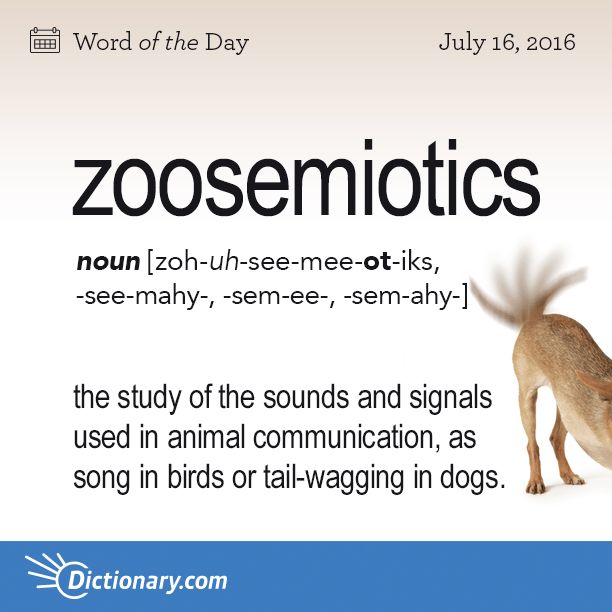 Word of the Day
July 16, 2016
zoosemiotics
noun [zoh-uh-see-mee-ot-iks,
-see-mahy-, -sem-ee-, -sem-ahy-]
the study of the sounds and signals
used in animal communication, as
song in birds or tail-wagging in dogs.
Dictionary.com